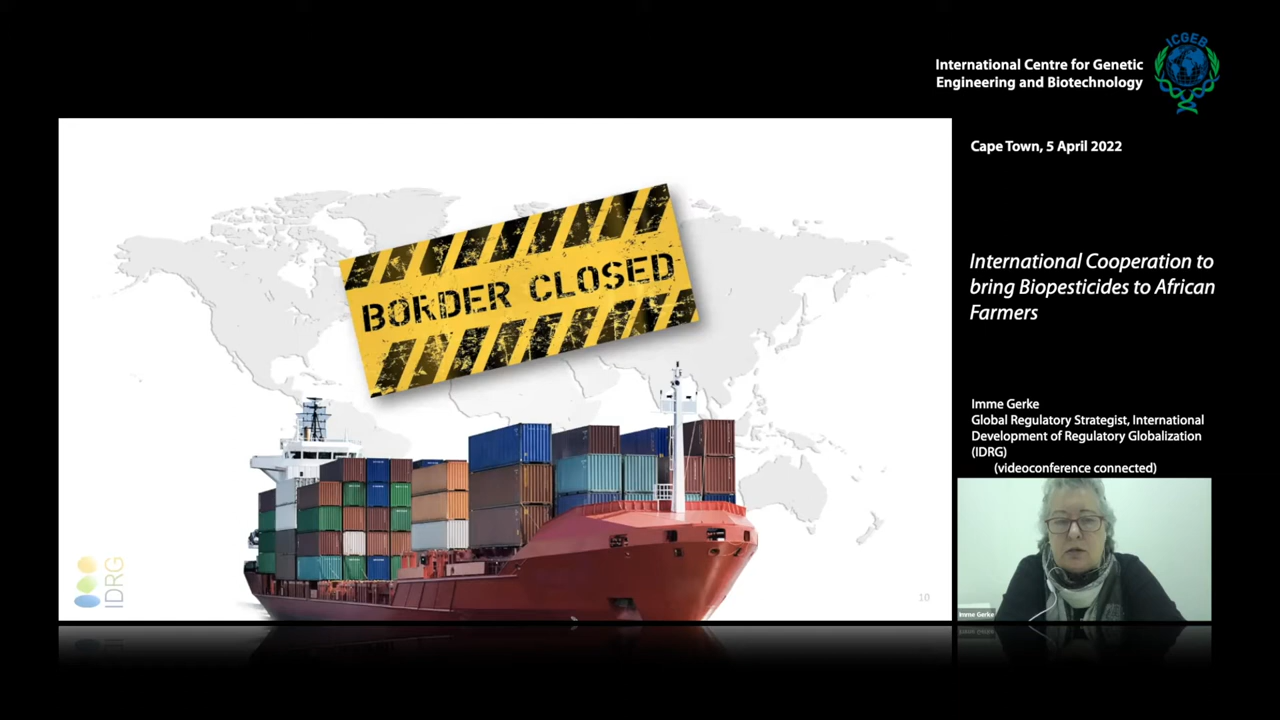 ICGEB
International Centre for Genetic
Engineering and Biotechnology
Cape Town, 5 April 2022
BORDER CLOSED
International Cooperation to
bring Biopesticides to African
Farmers
Imme Gerke
Global Regulatory Strategist, International
Development of Regulatory Globalization
(IDRG)
(videoconference connected)
IDRG
10
Imme Gerke